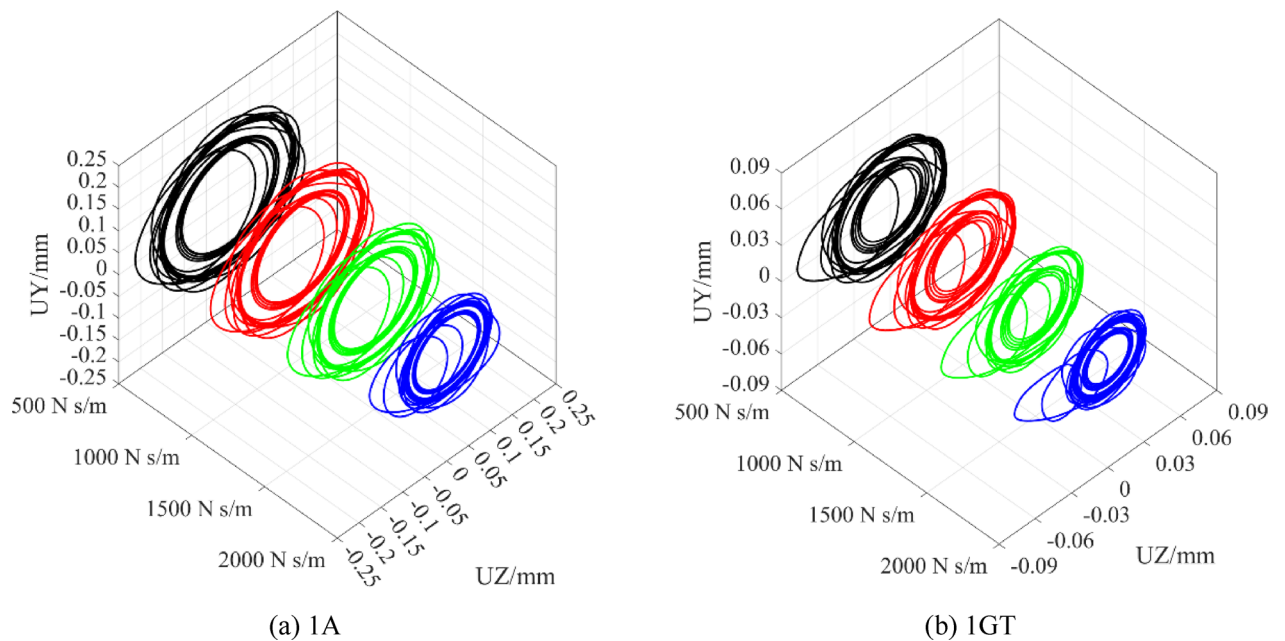 UY/mm
0.25
0.2
0.15
0.1
0.05
0
-0.05
-0.1
-0.15
-0.2
-0.25
500 N s/m
1000 N s/m
1500 N s/m
2000 N s/m
-0.25
-0.2
-0.15
-0.1
-0.05
0
0.05
0.1
0.15
0.2
0.25
UZ/mm
(a) 1A
UY/mm
0.09
0.06
0.03
0
-0.03
-0.06
-0.09
500 N s/m
1000 N s/m
1500 N s/m
2000 N s/m
-0.09
-0.06
-0.03
0
0.03
0.06
0.09
UZ/mm
(b) 1GT